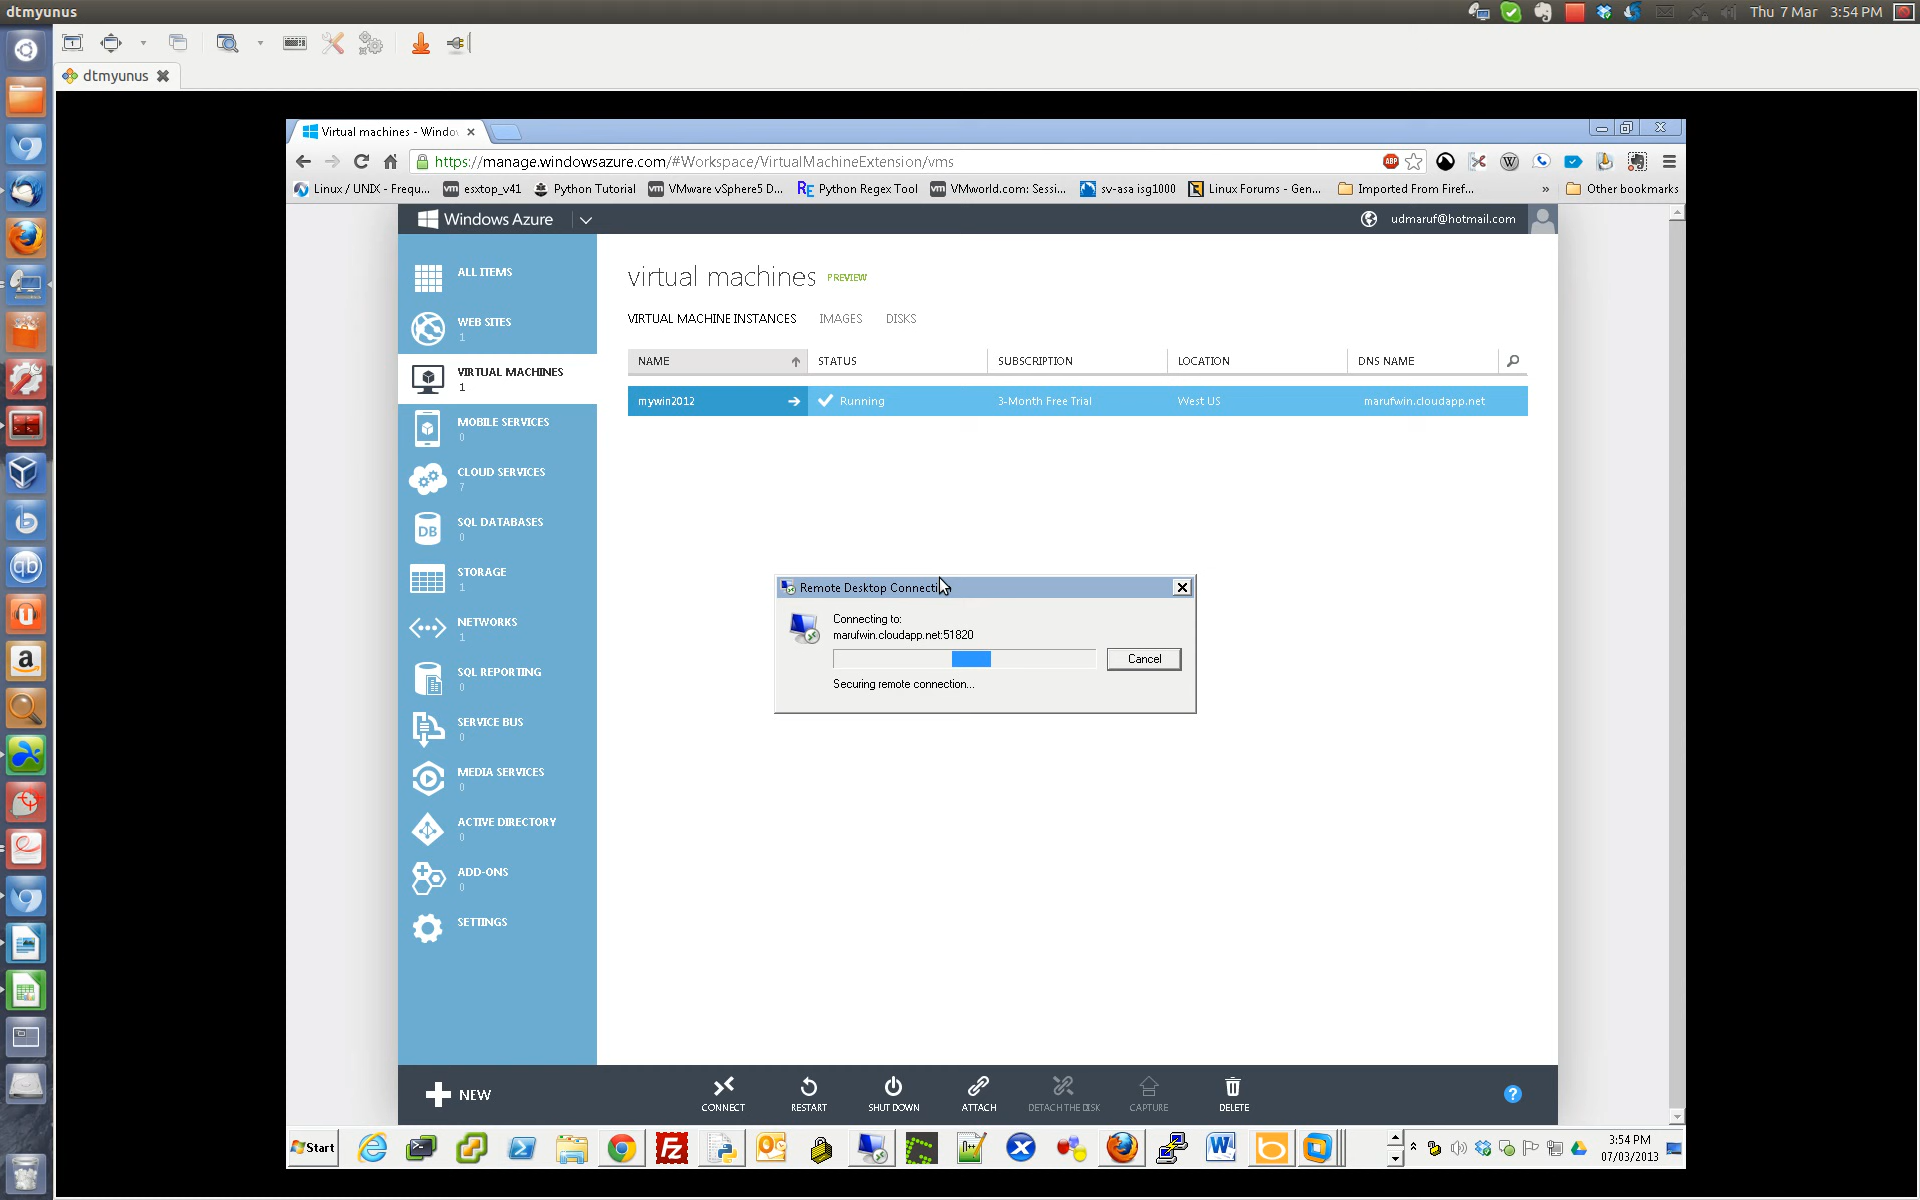 dtmyunus
Thu 7 Mar 3:54 PM
dtmyunus
Virtual machines - Windo
https://manage.windowsazure.com/#Workspace/VirtualMachineExtension/vms
ABP
Linux / UNIX - Frequ... esxtop_v41 Python Tutorial VMware vSphere5 D... Python Regex Tool VMworld.com: Sessi... sv-asa isg1000 Linux Forums - Gen... Imported From Firef... » Other bookmarks
Windows Azure
udmaruf@hotmail.com
ALL ITEMS
WEB SITES
1
VIRTUAL MACHINES
1
MOBILE SERVICES
0
CLOUD SERVICES
7
SQL DATABASES
0
DB
STORAGE
1
NETWORKS
1
SQL REPORTING
0
SERVICE BUS
0
MEDIA SERVICES
0
ACTIVE DIRECTORY
0
ADD-ONS
0
SETTINGS
virtual machines PREVIEW
VIRTUAL MACHINE INSTANCES IMAGES DISKS
NAME STATUS SUBSCRIPTION LOCATION DNS NAME
mywin2012 Running 3-Month Free Trial West US marufwin.cloudapp.net
Remote Desktop Connecti
Connecting to:
marufwin.cloudapp.net:51820
Cancel
Securing remote connection...
NEW
CONNECT RESTART SHUT DOWN ATTACH DETACH THE DISK CAPTURE DELETE
?
Start
3:54 PM
07/03/2013